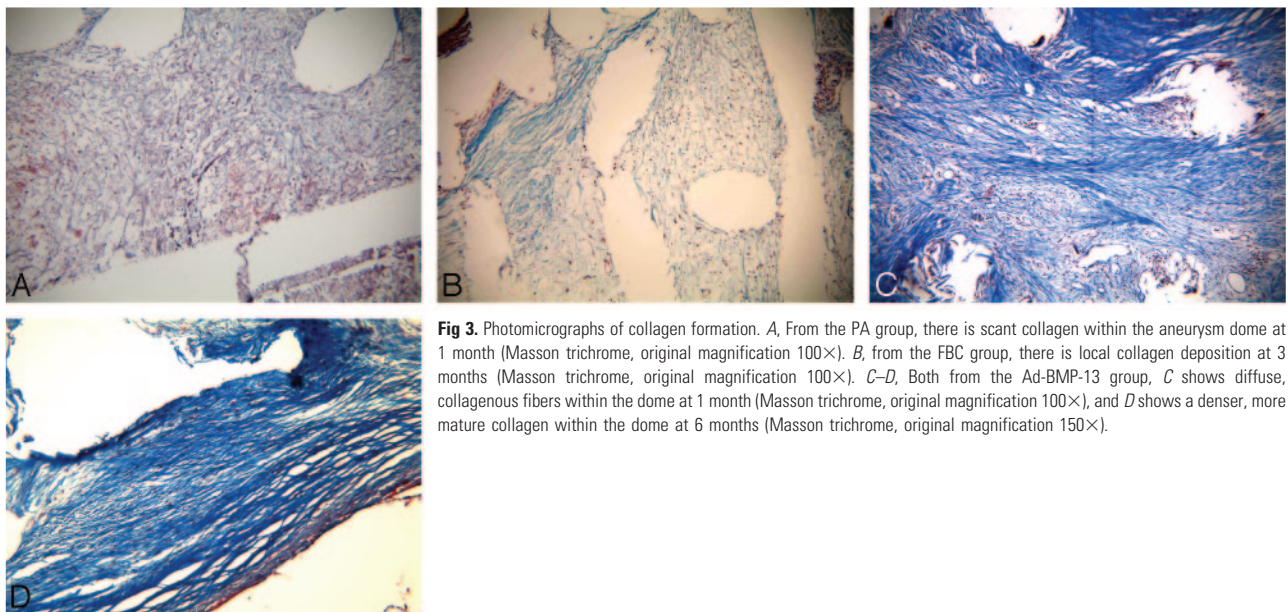 A
B
C
D
Fig 3. Photomicrographs of collagen formation. A, From the PA group, there is scant collagen within the aneurysm dome at
1 month (Masson trichrome, original magnification 100×). B, from the FBC group, there is local collagen deposition at 3
months (Masson trichrome, original magnification 100×). C–D, Both from the Ad-BMP-13 group, C shows diffuse,
collagenous fibers within the dome at 1 month (Masson trichrome, original magnification 100×), and D shows a denser, more
mature collagen within the dome at 6 months (Masson trichrome, original magnification 150×).